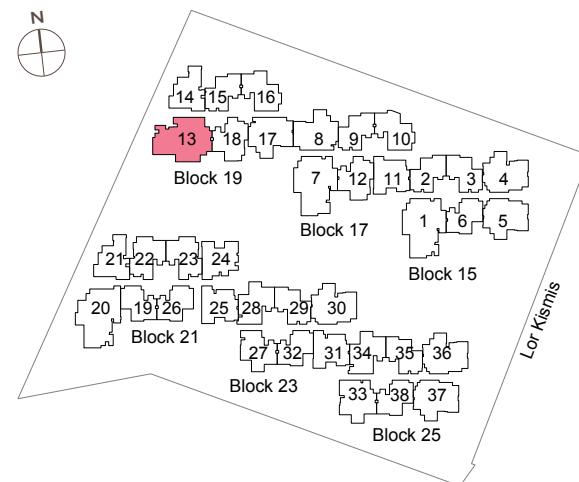 N
14 15 16
13 18 17 8 9 10
Block 19
7 12 11 2 3 4
Block 17
1 6 5
Block 15
21 22 23 24
20 19 26 25 28 29 30
Block 21
27 32 31 34 35 36
Block 23
33 38 37
Block 25
Lor Kismis